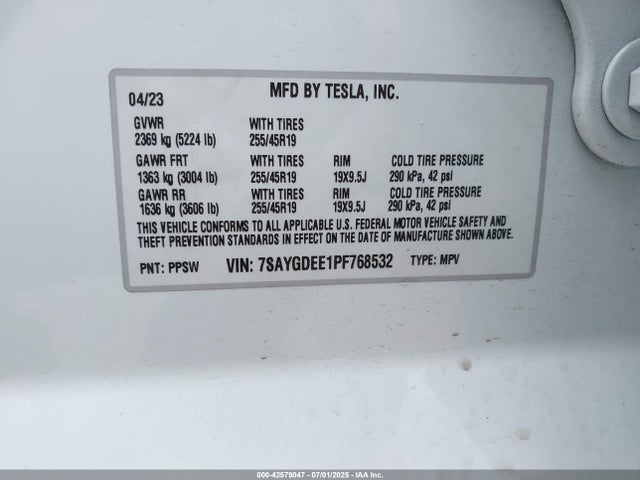 MFD BY TESLA, INC.
04/23
GVWR WITH TIRES
2369 kg (5224 lb) 255/45R19
GAWR FRT WITH TIRES RIM COLD TIRE PRESSURE
1363 kg (3004 lb) 255/45R19 19X9.5J 290 kPa, 42 psi
GAWR RR WITH TIRES RIM COLD TIRE PRESSURE
1636 kg (3606 lb) 255/45R19 19X9.5J 290 kPa, 42 psi
THIS VEHICLE CONFORMS TO ALL APPLICABLE U.S. FEDERAL MOTOR VEHICLE SAFETY AND
THEFT PREVENTION STANDARDS IN EFFECT ON THE DATE OF MANUFACTURE SHOWN ABOVE.
PNT: PPSW VIN: 7SAYGDEE1PF768532 TYPE: MPV
000-42579047 | 07/01/2025 | IAA Inc.